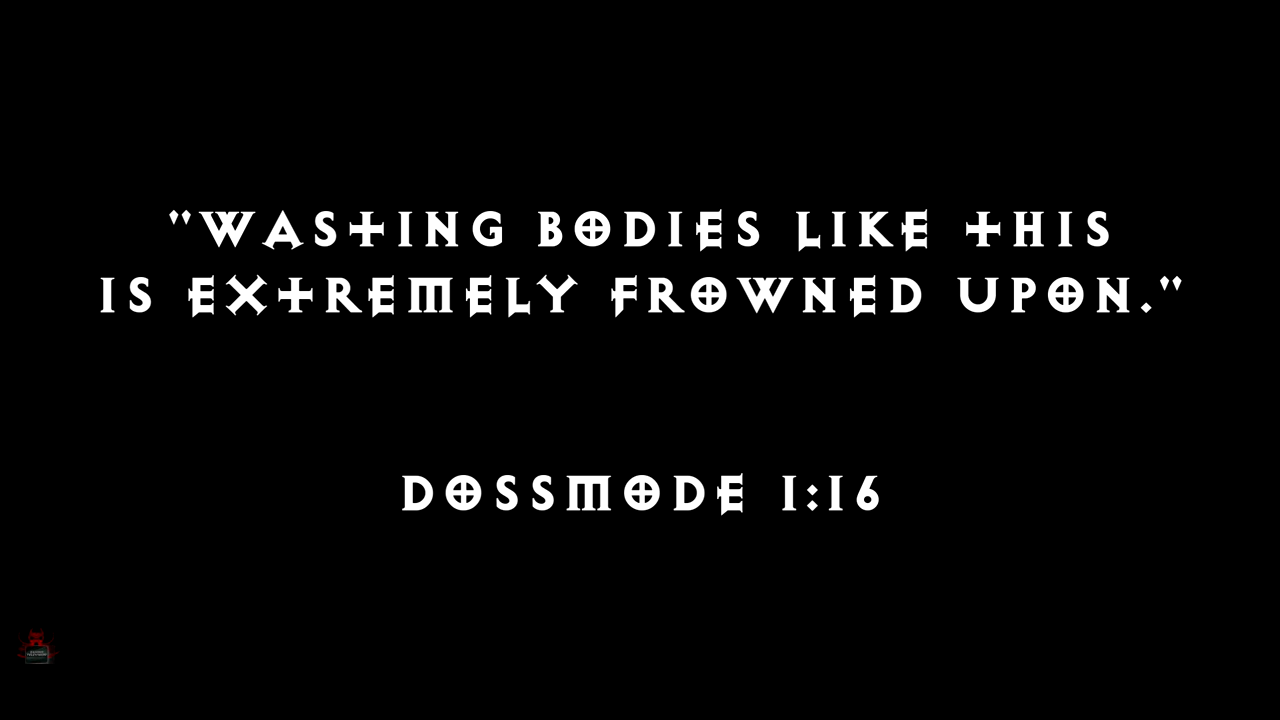 "WASTING BODIES LIKE THIS
IS EXTREMELY FROWNED UPON."
DOSSMODE 1:16